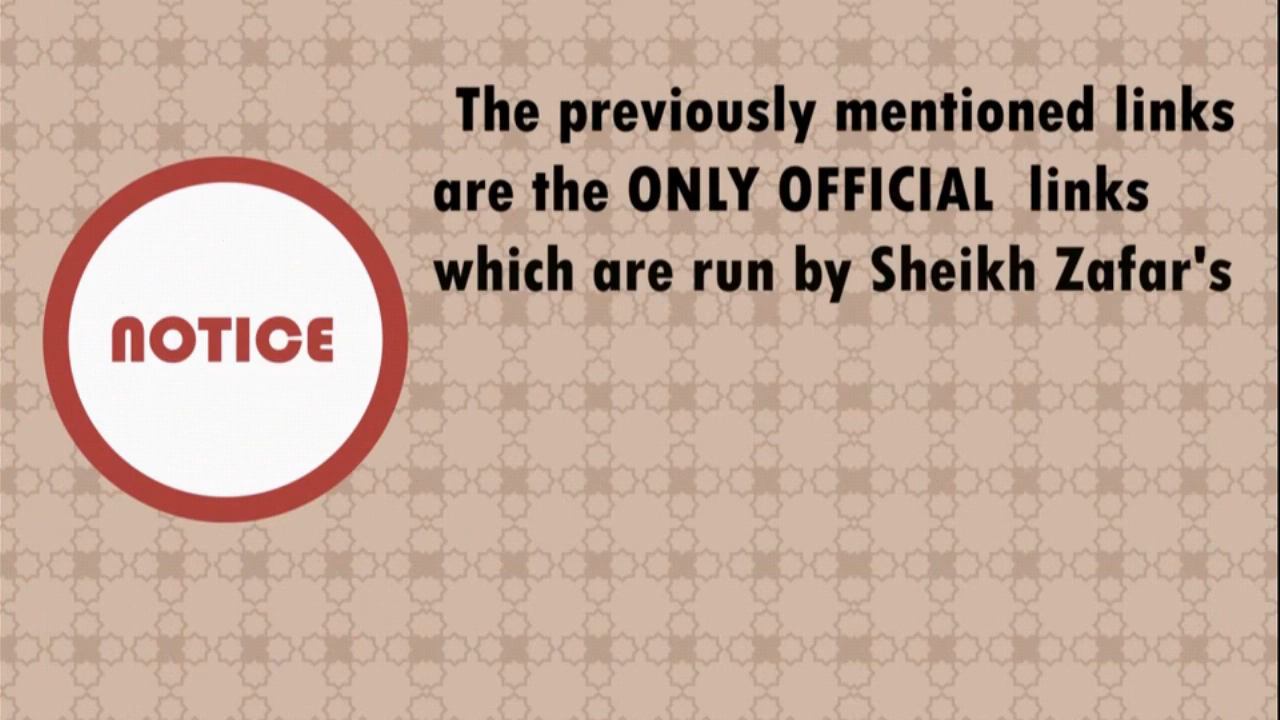 The previously mentioned links
are the ONLY OFFICIAL links
which are run by Sheikh Zafar's
NOTICE